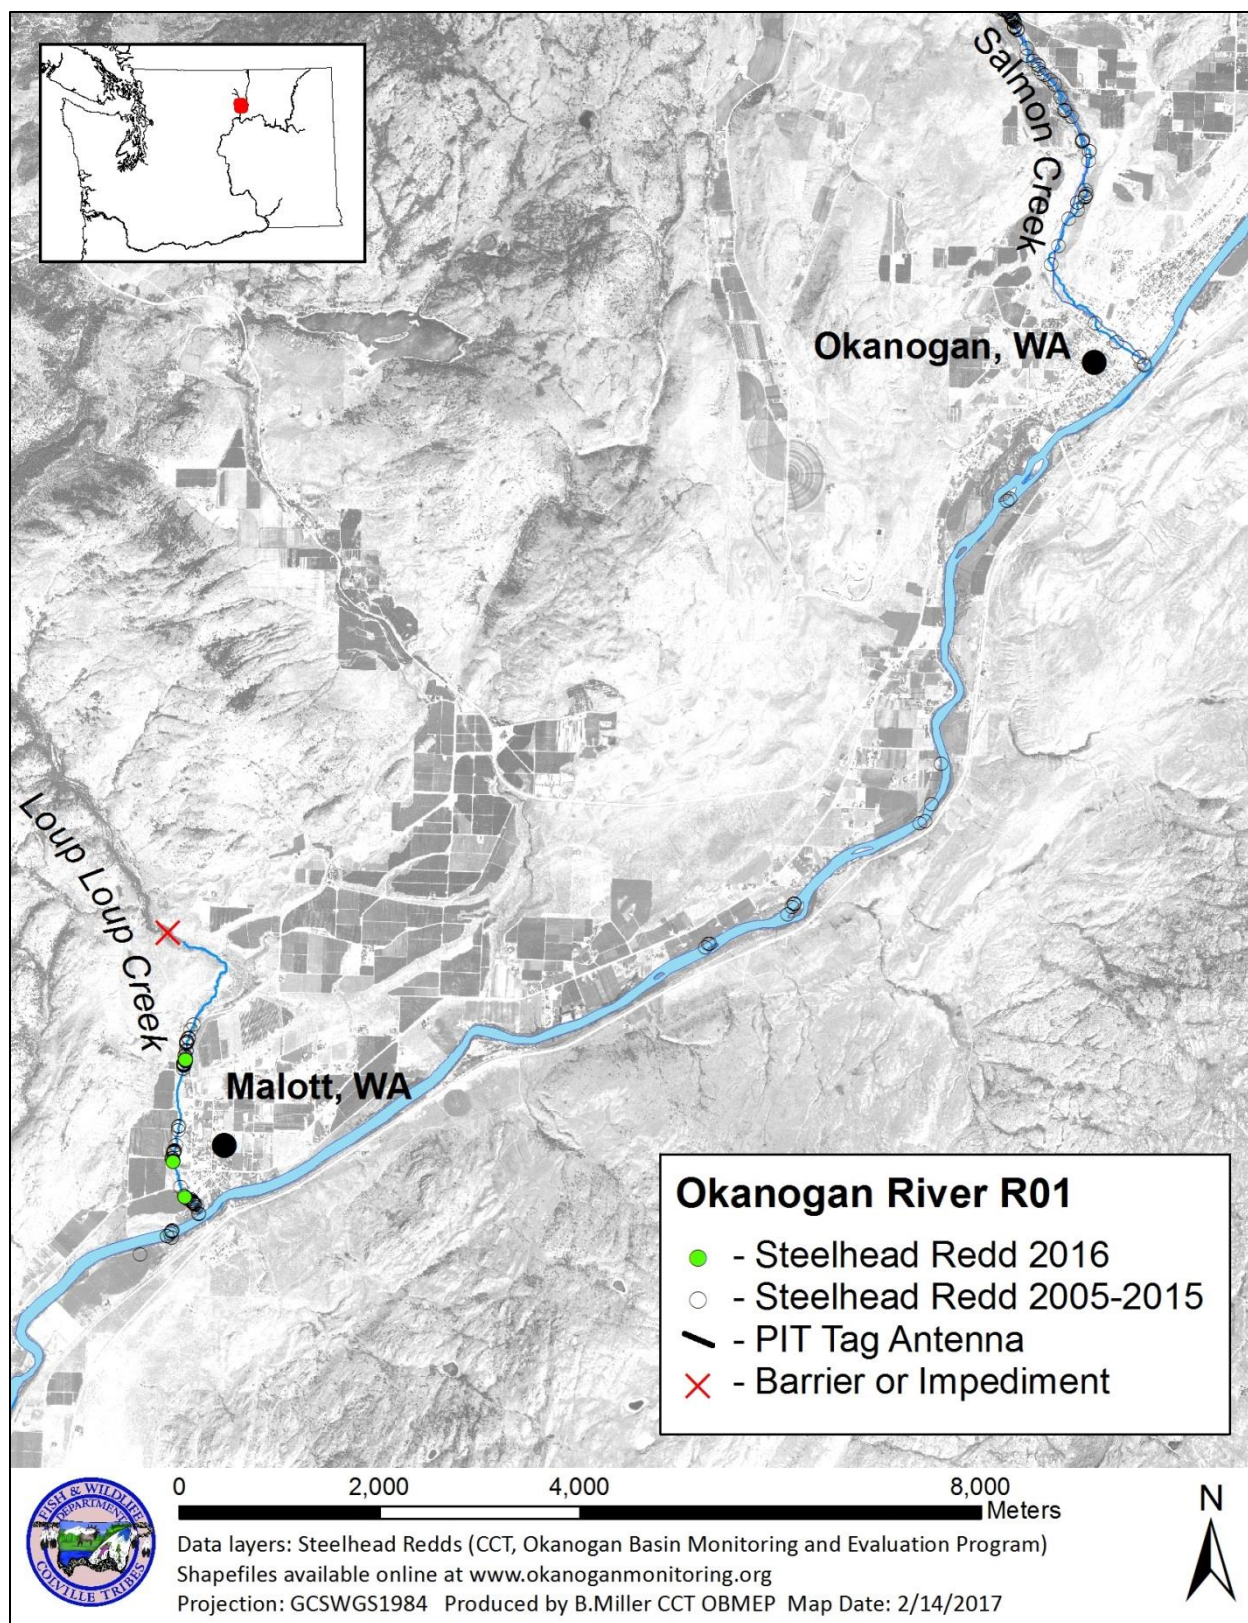 Salmon Creek
Okanogan, WA
Loup Loup Creek
Malott, WA
Okanogan River R01
- Steelhead Redd 2016
- Steelhead Redd 2005-2015
- PIT Tag Antenna
- Barrier or Impediment
0 2,000 4,000 8,000
Meters
N
FISH & WILDLIFE
DEPARTMENT
COLVILLE TRIBES
Data layers: Steelhead Redds (CCT, Okanogan Basin Monitoring and Evaluation Program)
Shapefiles available online at www.okanoganmonitoring.org
Projection: GCSWGS1984 Produced by B.Miller CCT OBMEP Map Date: 2/14/2017